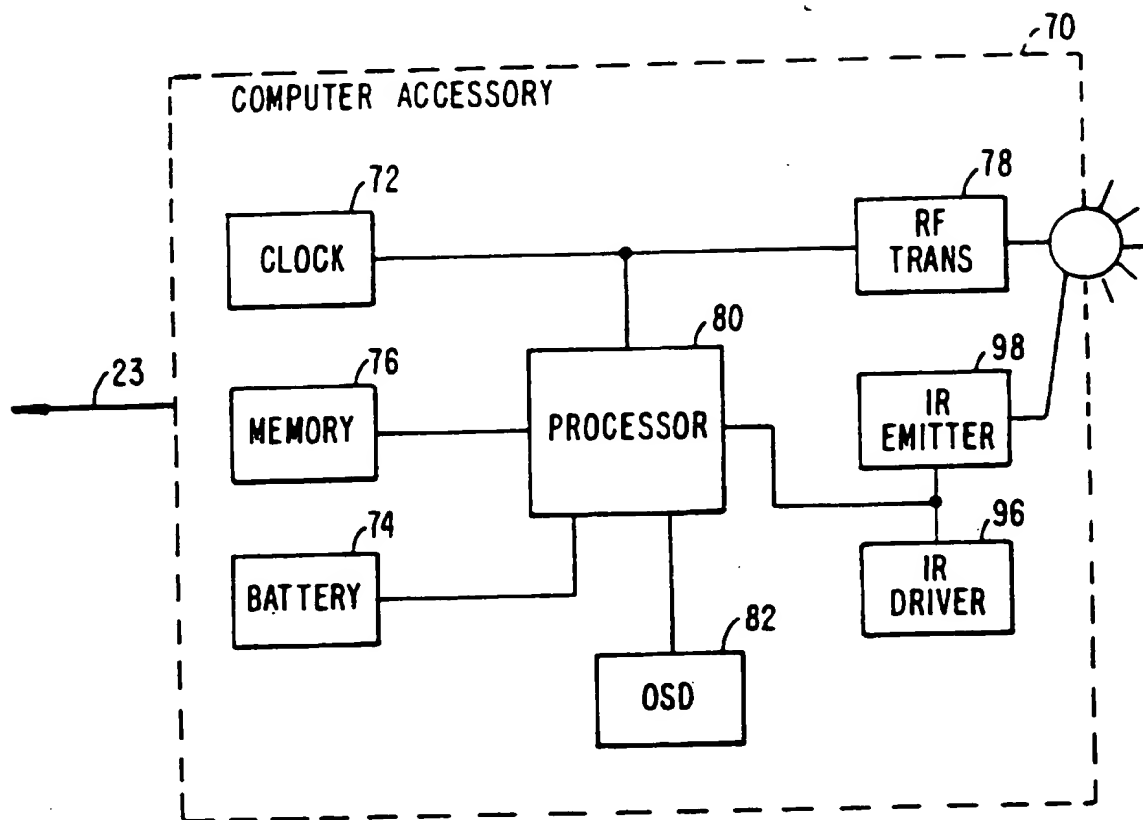 70
COMPUTER ACCESSORY
72
CLOCK
78
RF
TRANS
80
PROCESSOR
76
MEMORY
98
IR
EMITTER
23
74
BATTERY
96
IR
DRIVER
82
OSD